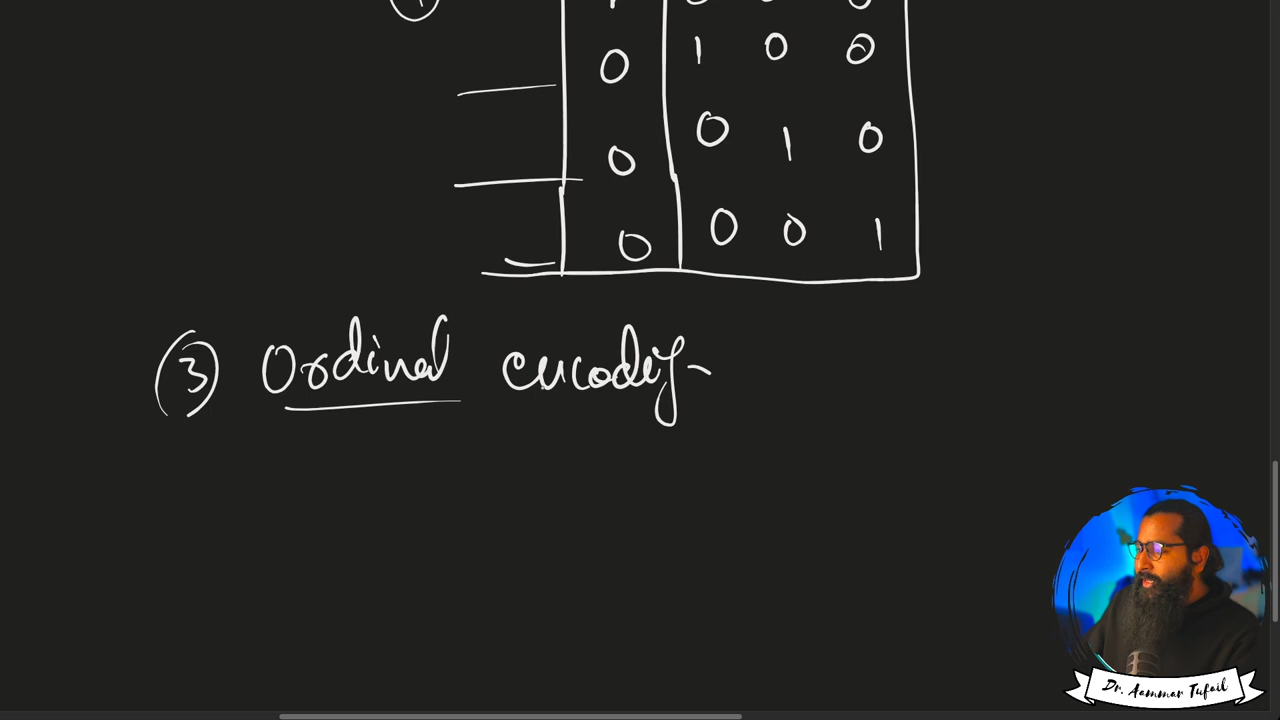 0 1 0 0
0 0 1 0
0 0 0 1
③ Ordinal encoding
Dr. Aammar Tufail